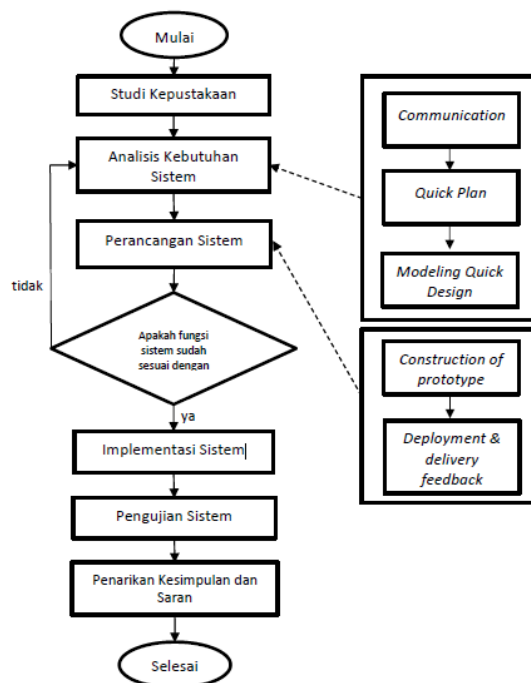 Mulai
Studi Kepustakaan
Analisis Kebutuhan
Sistem
Perancangan Sistem
tidak
Apakah fungsi
sistem sudah
sesuai dengan
ya
Implementasi Sistem
Pengujian Sistem
Penarikan Kesimpulan dan
Saran
Selesai
Communication
Quick Plan
Modeling Quick
Design
Construction of
prototype
Deployment &
delivery
feedback